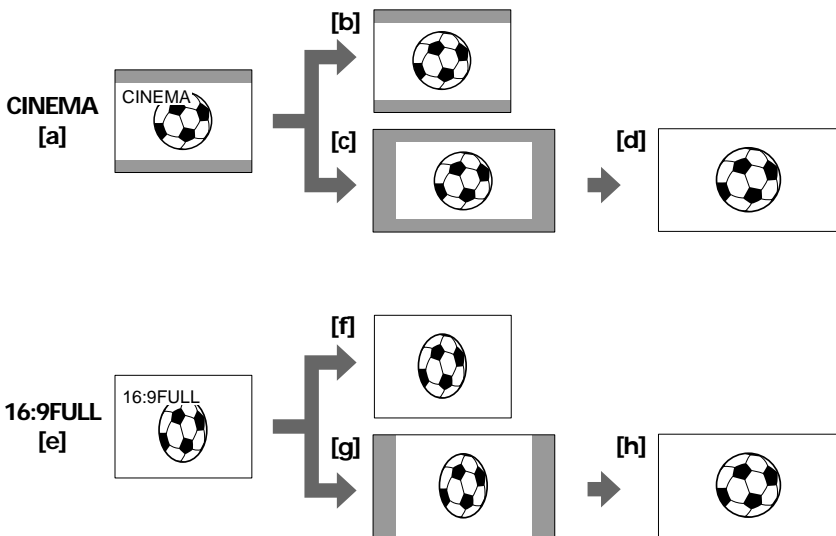 [b]
CINEMA
[a]
CINEMA
[c]
[d]
[f]
16:9FULL
[e]
16:9FULL
[g]
[h]